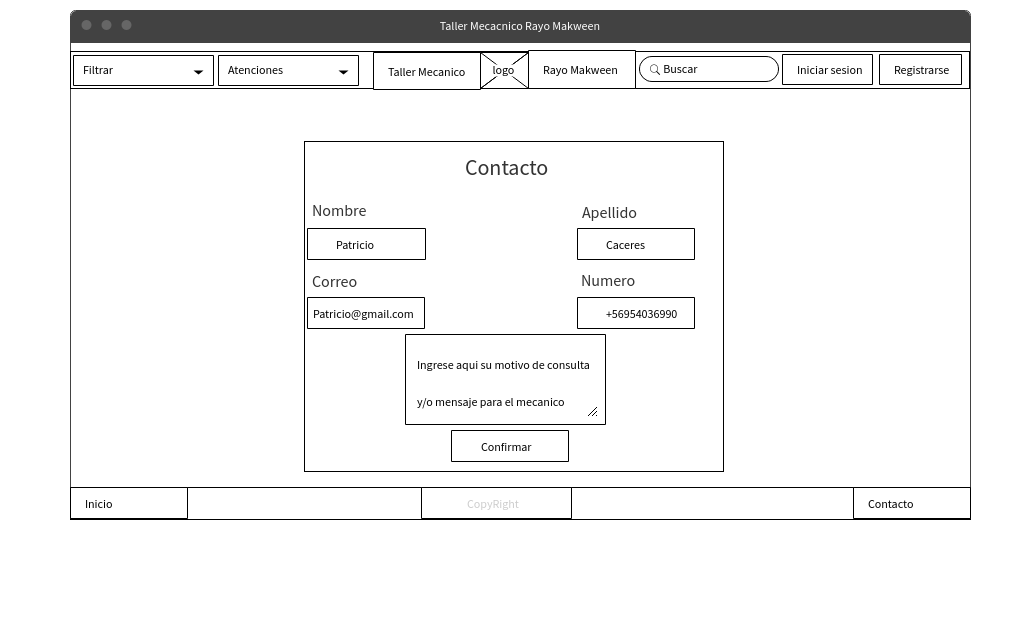 Taller Mecacnico Rayo Makween
Filtrar
Atenciones
Taller Mecanico
logo
Rayo Makween
Buscar
Iniciar sesion
Registrarse
Contacto
Nombre
Apellido
Patricio
Caceres
Correo
Numero
Patricio@gmail.com
+56954036990
Ingrese aqui su motivo de consulta
y/o mensaje para el mecanico
Confirmar
Inicio
CopyRight
Contacto